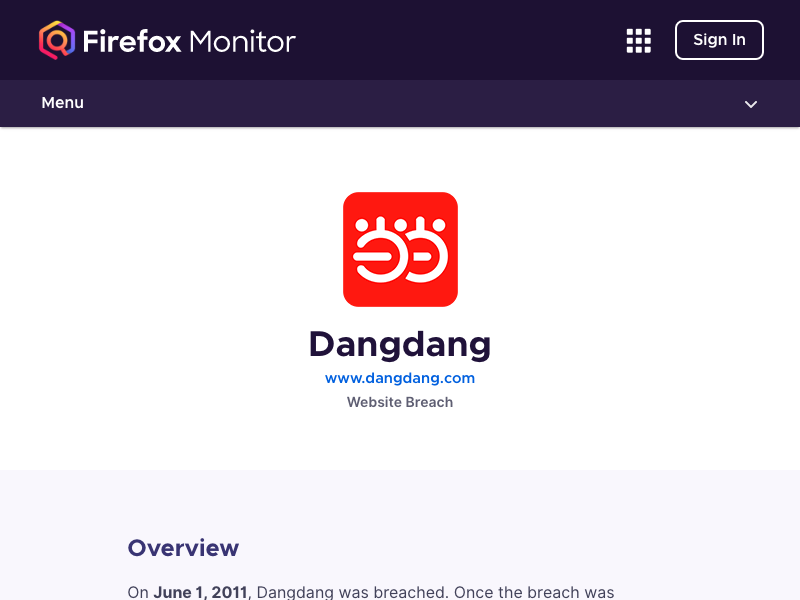 Firefox Monitor
Sign In
Menu
Dangdang
www.dangdang.com
Website Breach
Overview
On June 1, 2011, Dangdang was breached. Once the breach was